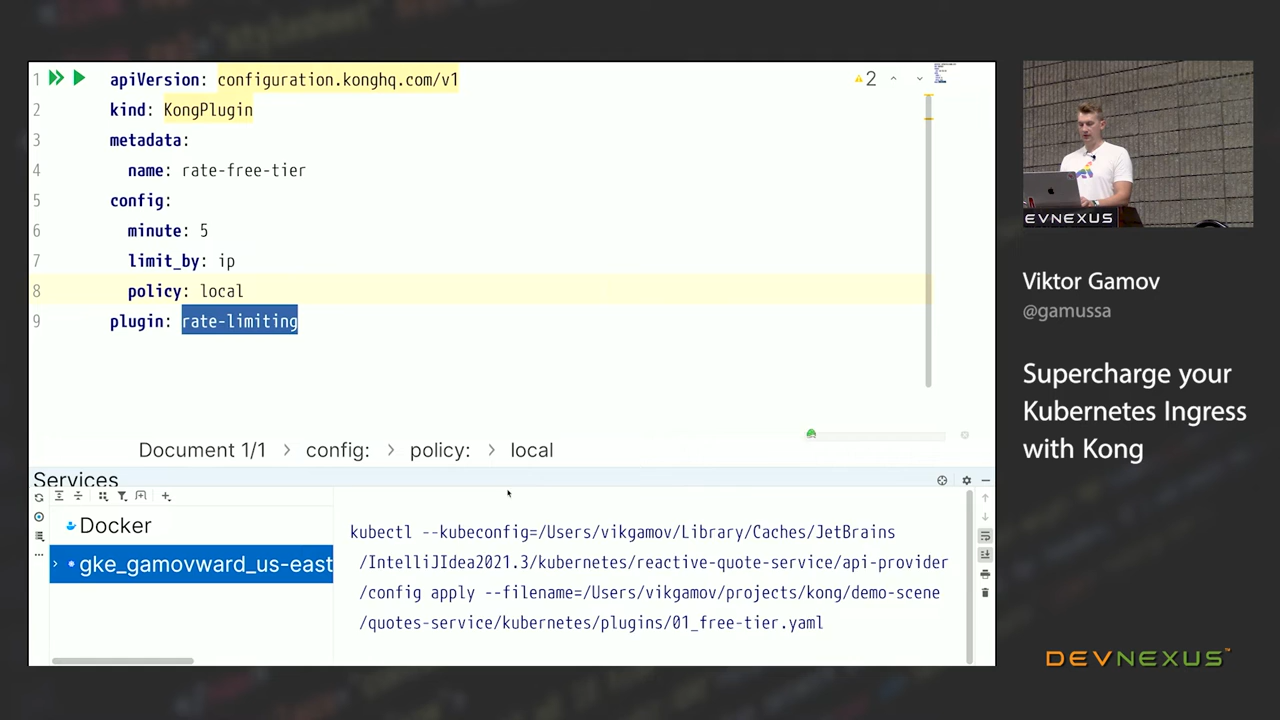 1 apiVersion: configuration.konghq.com/v1
2 kind: KongPlugin
3 metadata:
4 name: rate-free-tier
5 config:
6 minute: 5
7 limit_by: ip
8 policy: local
9 plugin: rate-limiting
2
Document 1/1 > config: > policy: > local
Services
Docker
gke_gamovward_us-east
kubectl --kubeconfig=/Users/vikgamov/Library/Caches/JetBrains
/IntelliJIdea2021.3/kubernetes/reactive-quote-service/api-provider
/config apply --filename=/Users/vikgamov/projects/kong/demo-scene
/quotes-service/kubernetes/plugins/01_free-tier.yaml
EVNEXUS
Viktor Gamov
@gamussa
Supercharge your
Kubernetes Ingress
with Kong
DEVNEXUS™